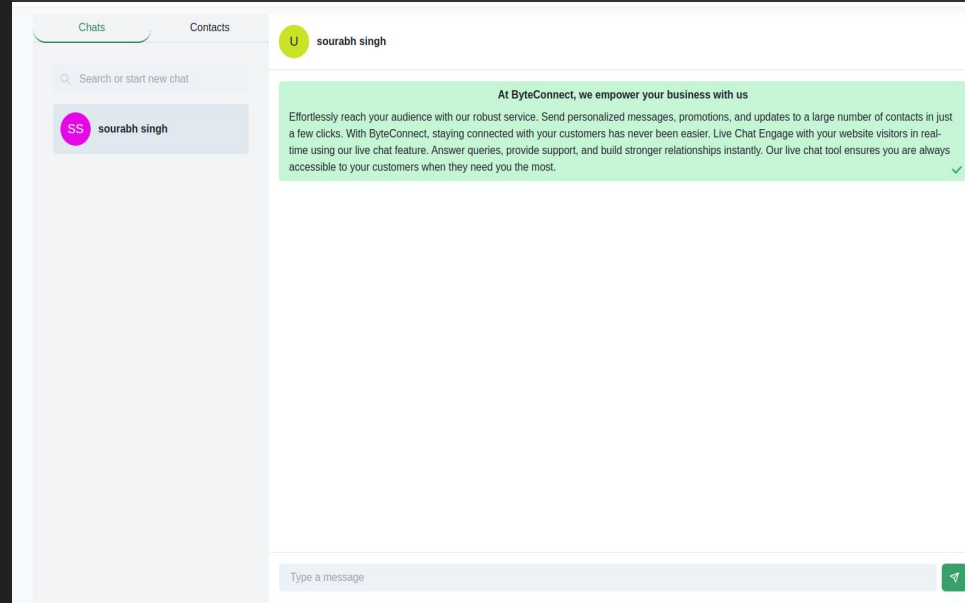 Chats
Contacts
Search or start new chat
SS
sourabh singh
U
sourabh singh
At ByteConnect, we empower your business with us
Effortlessly reach your audience with our robust service. Send personalized messages, promotions, and updates to a large number of contacts in just
a few clicks. With ByteConnect, staying connected with your customers has never been easier. Live Chat Engage with your website visitors in real-
time using our live chat feature. Answer queries, provide support, and build stronger relationships instantly. Our live chat tool ensures you are always
accessible to your customers when they need you the most.
Type a message